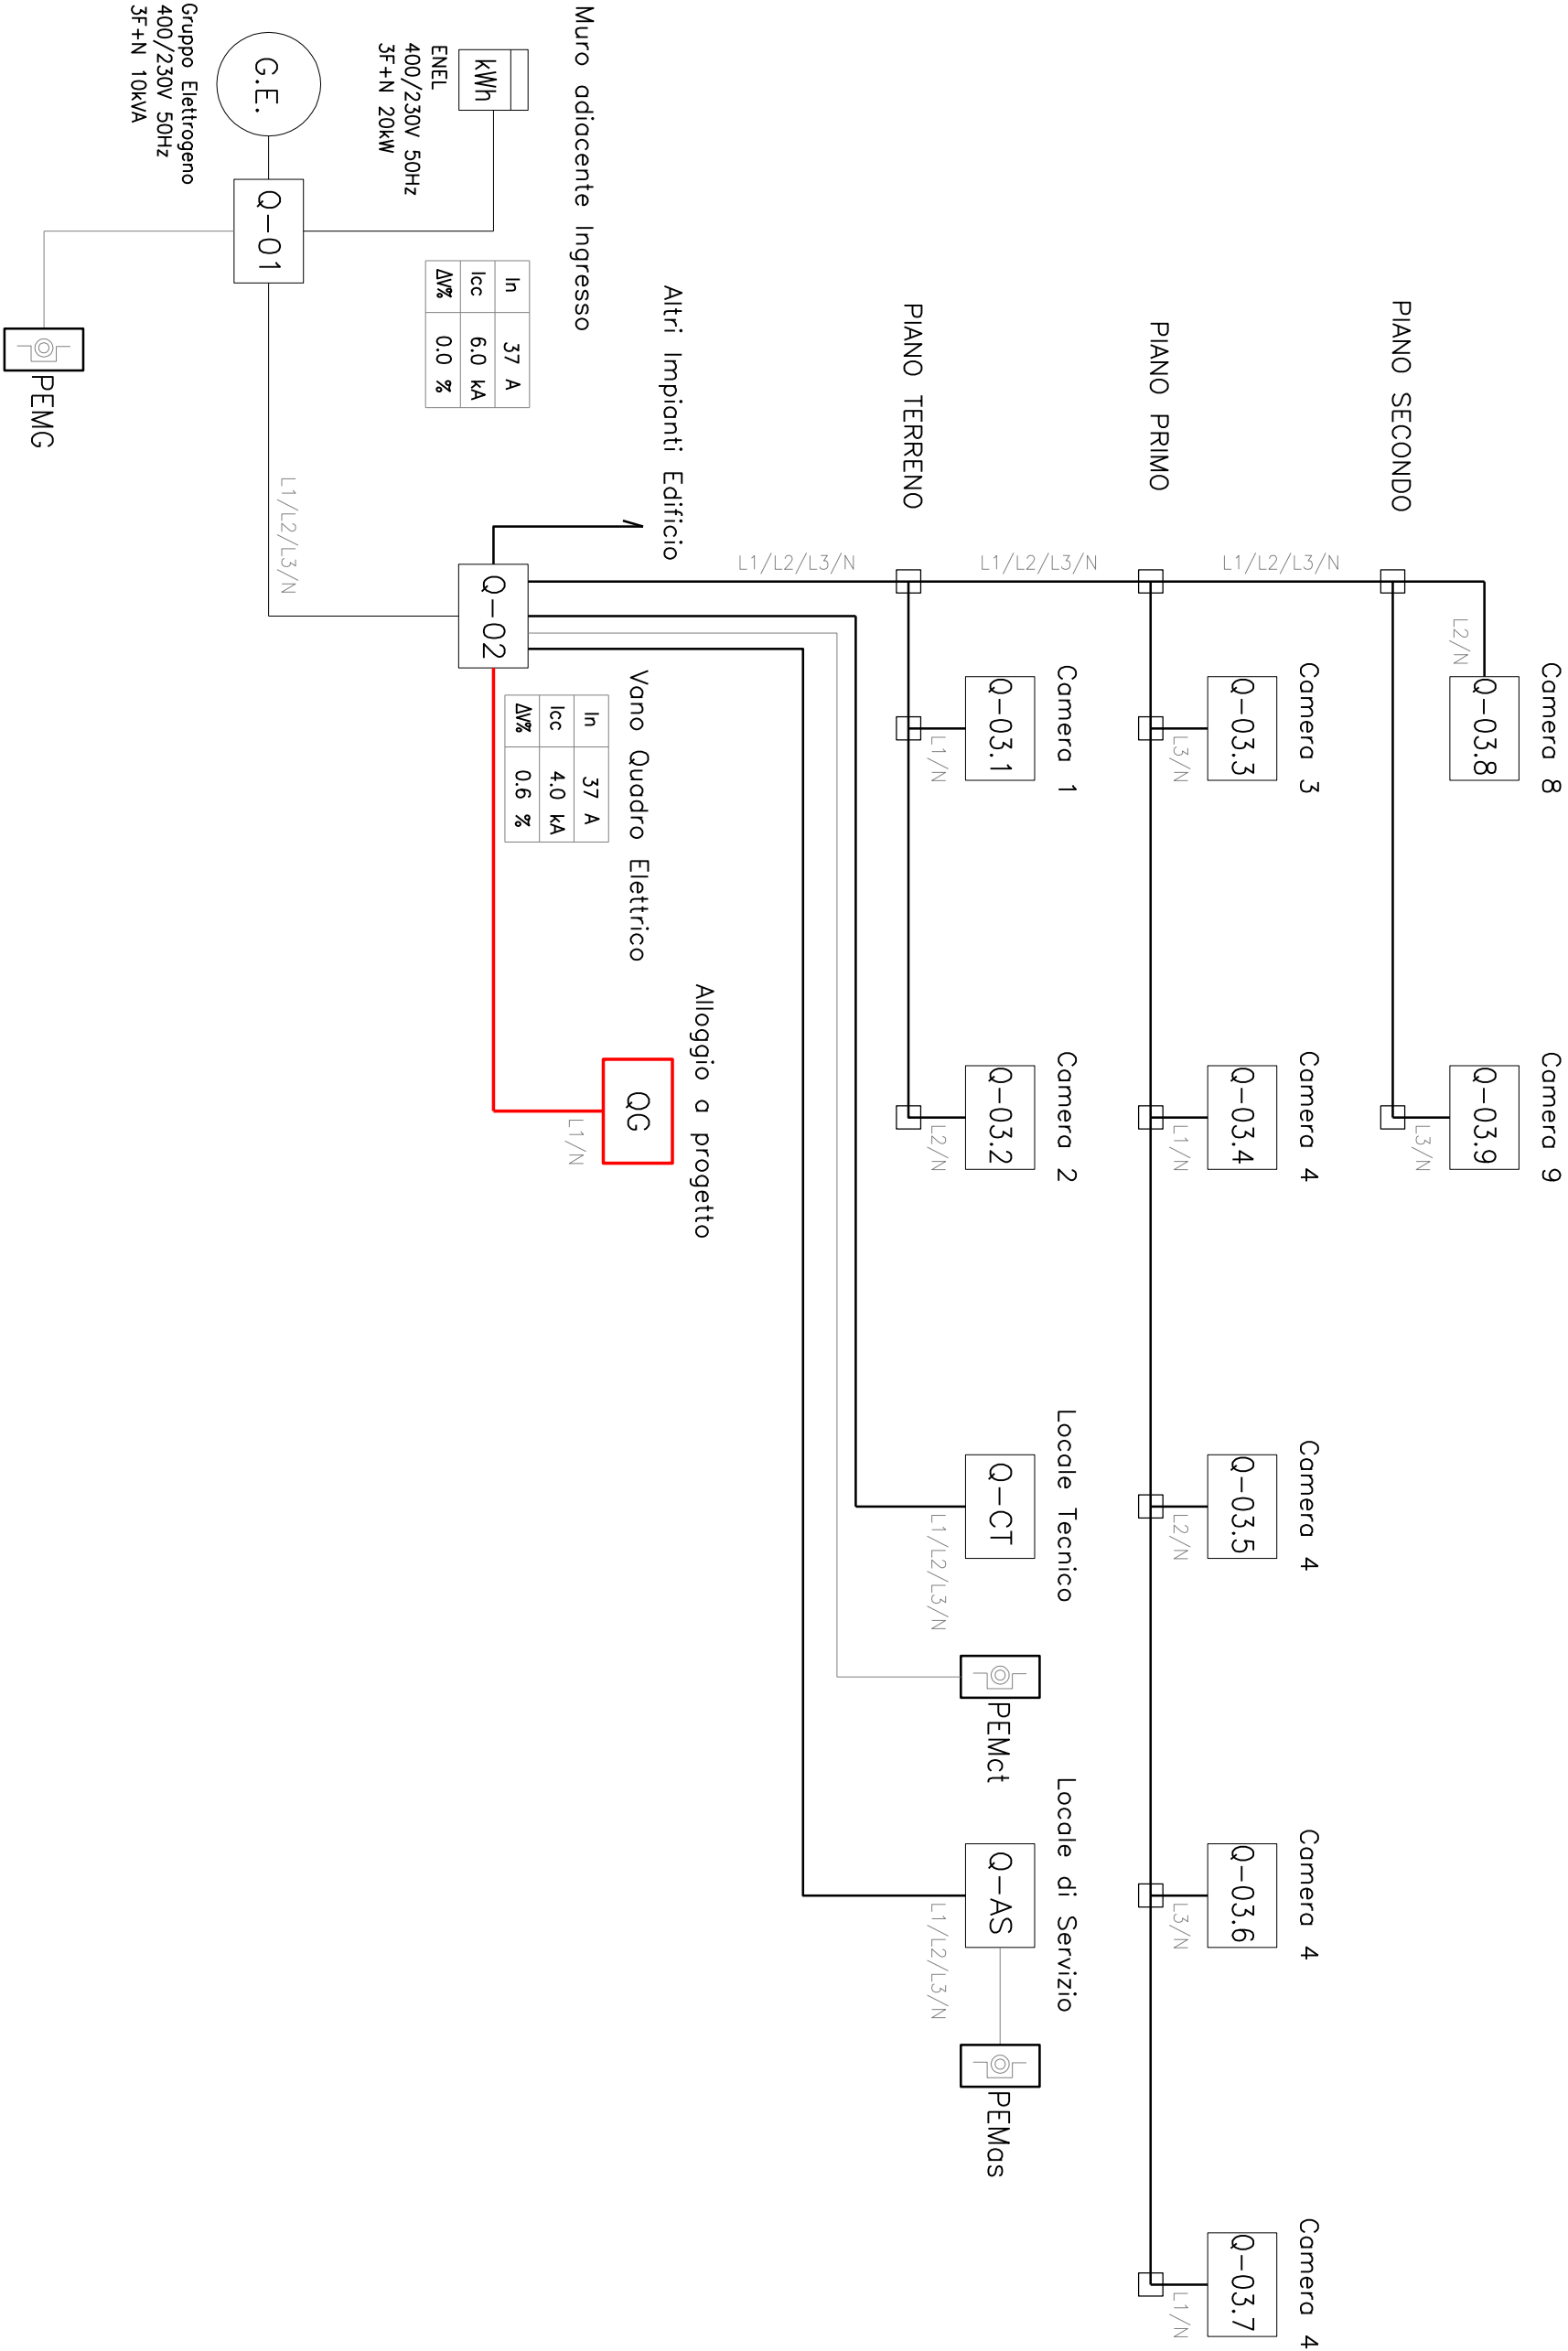 Camera 8
Camera 9
Q-03.8
Q-03.9
L2/N
L3/N
PIANO SECONDO
L1/L2/L3/N
Camera 3
Camera 4
Camera 4
Camera 4
Camera 4
Q-03.3
Q-03.4
Q-03.5
Q-03.6
Q-03.7
L3/N
L1/N
L2/N
L3/N
L1/N
PIANO PRIMO
L1/L2/L3/N
Camera 1
Camera 2
Locale Tecnico
Locale di Servizio
Q-03.1
Q-03.2
Q-CT
PEMct
Q-AS
PEMas
L1/N
L2/N
L1/L2/L3/N
L1/L2/L3/N
PIANO TERRENO
L1/L2/L3/N
Altri Impianti Edificio
Alloggio a progetto
QG
L1/N
Vano Quadro Elettrico
In 37 A
Icc 4.0 kA
ΔV% 0.6 %
Q-02
Muro adiacente Ingresso
kWh
ENEL
400/230V 50Hz
3F+N 20kW
In 37 A
Icc 6.0 kA
ΔV% 0.0 %
L1/L2/L3/N
G.E.
Q-01
Gruppo Elettrogeno
400/230V 50Hz
3F+N 10kVA
PEMG